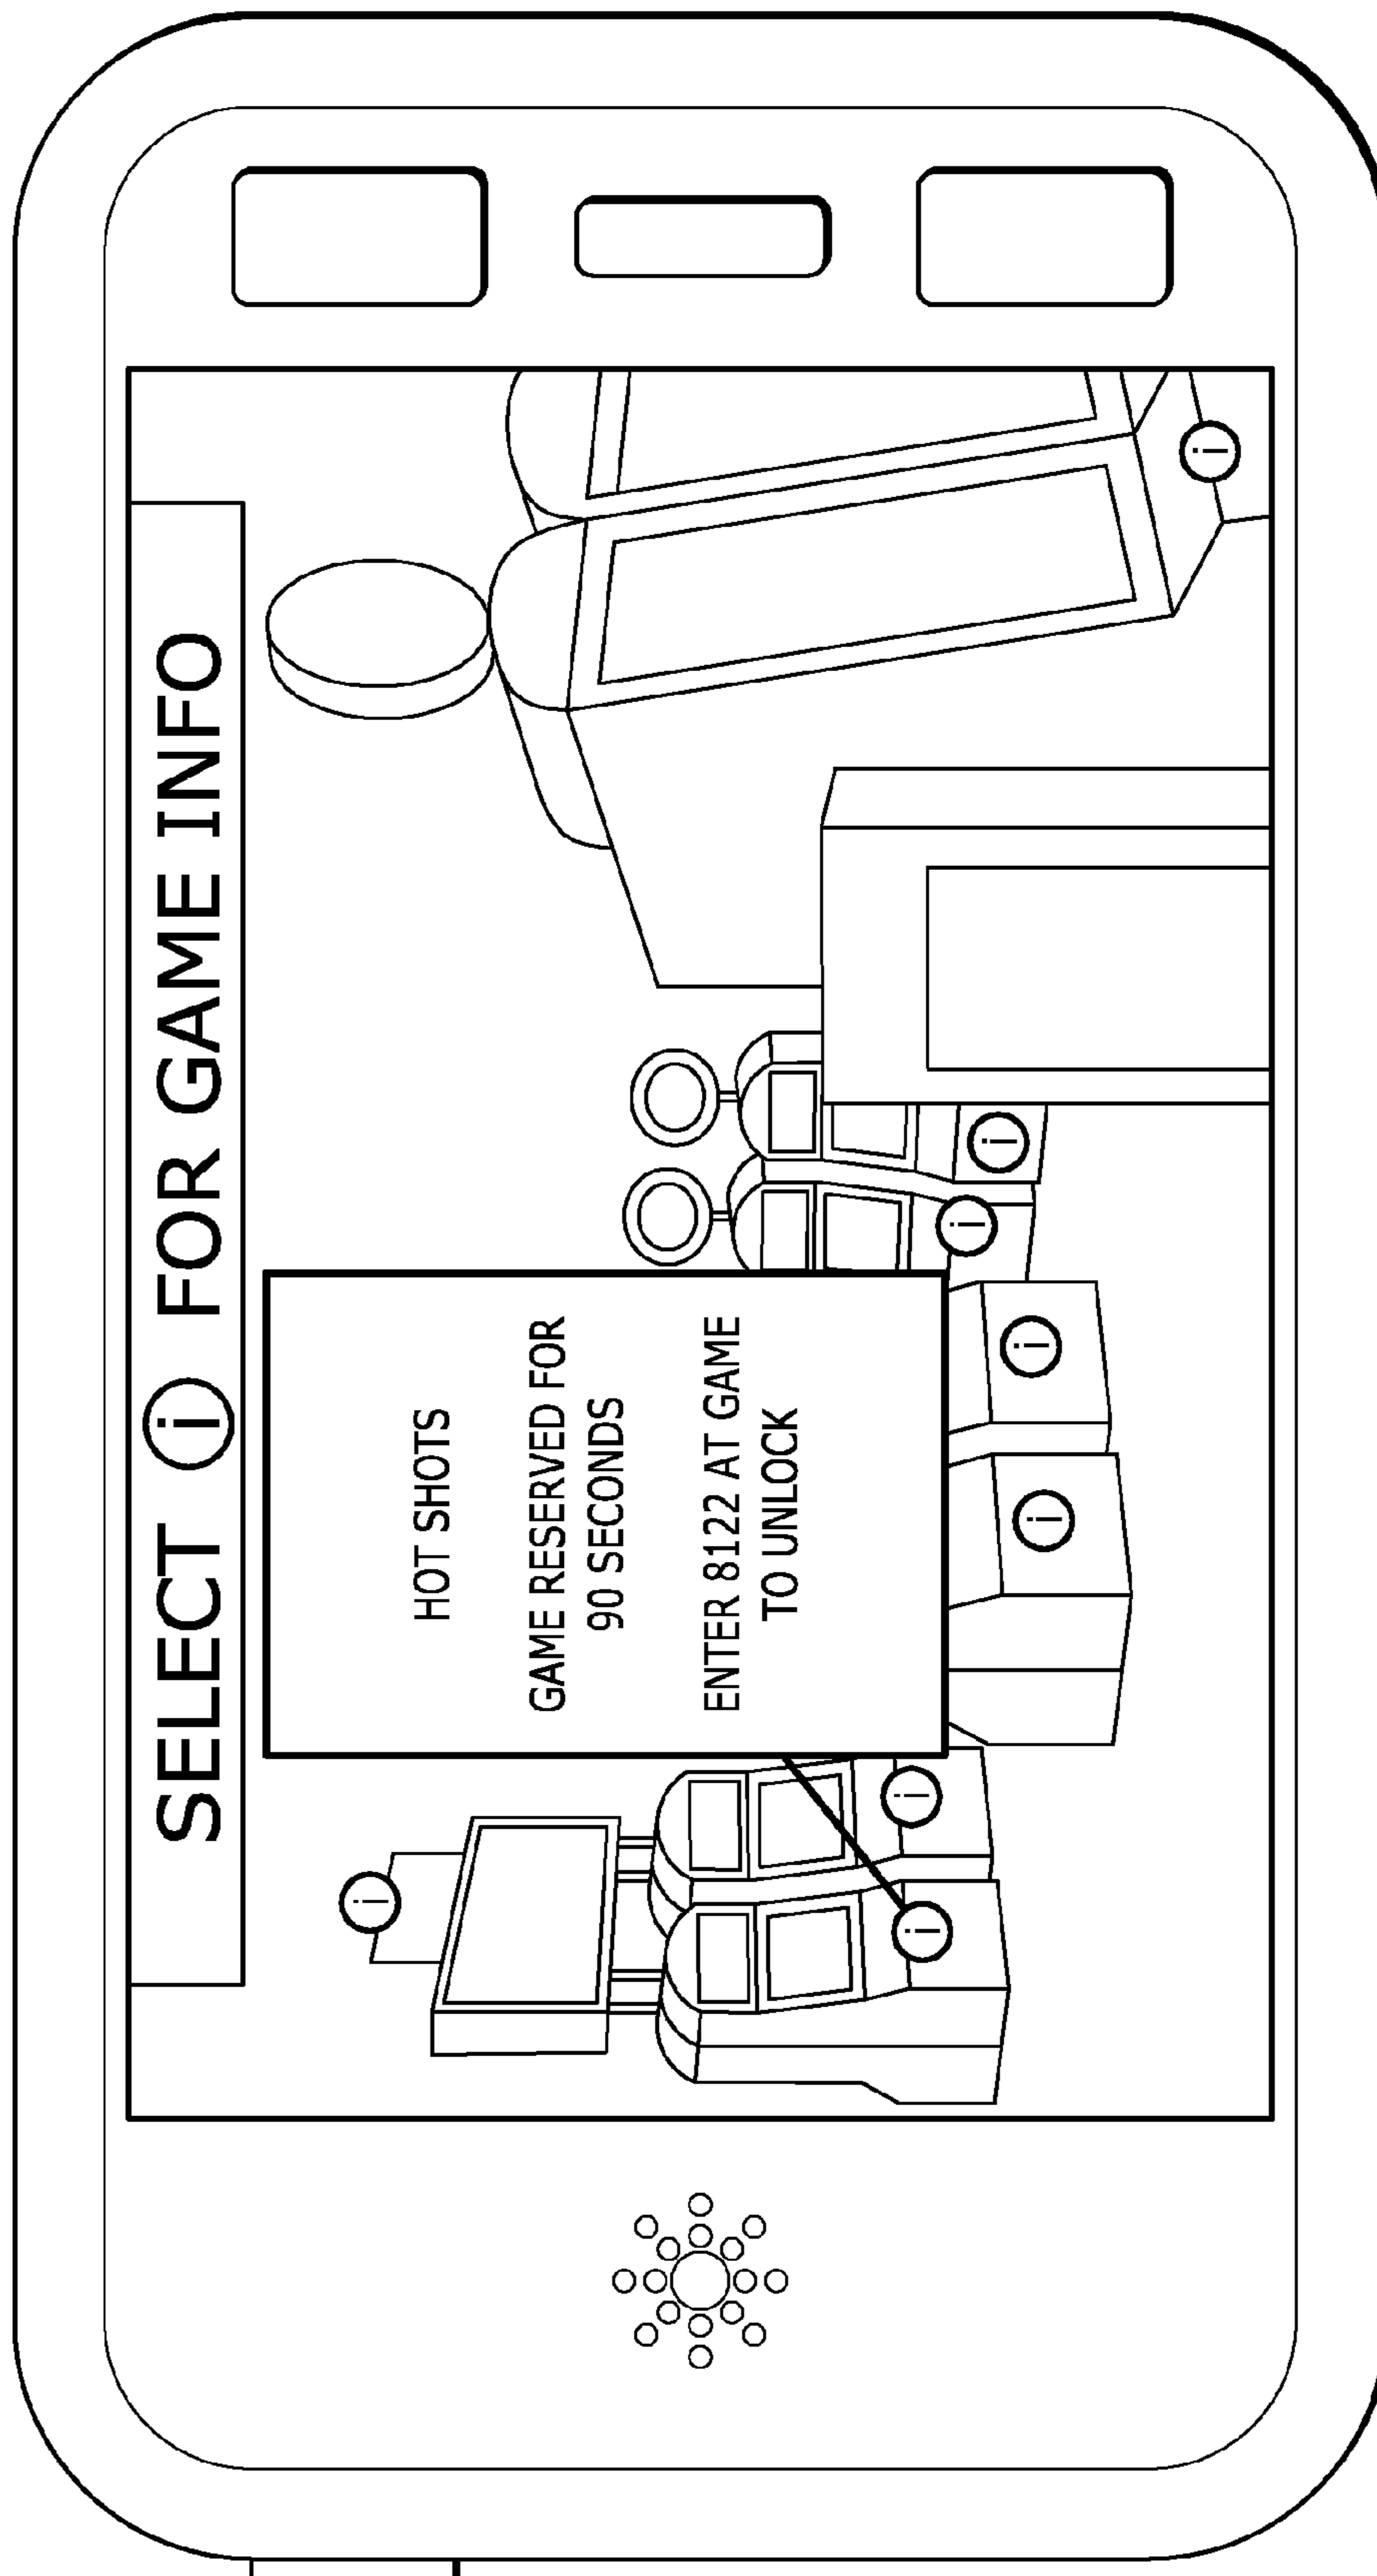 SELECT i FOR GAME INFO
HOT SHOTS
GAME RESERVED FOR
90 SECONDS
ENTER 8122 AT GAME
TO UNLOCK
i
i
i
i
i
i
i
i